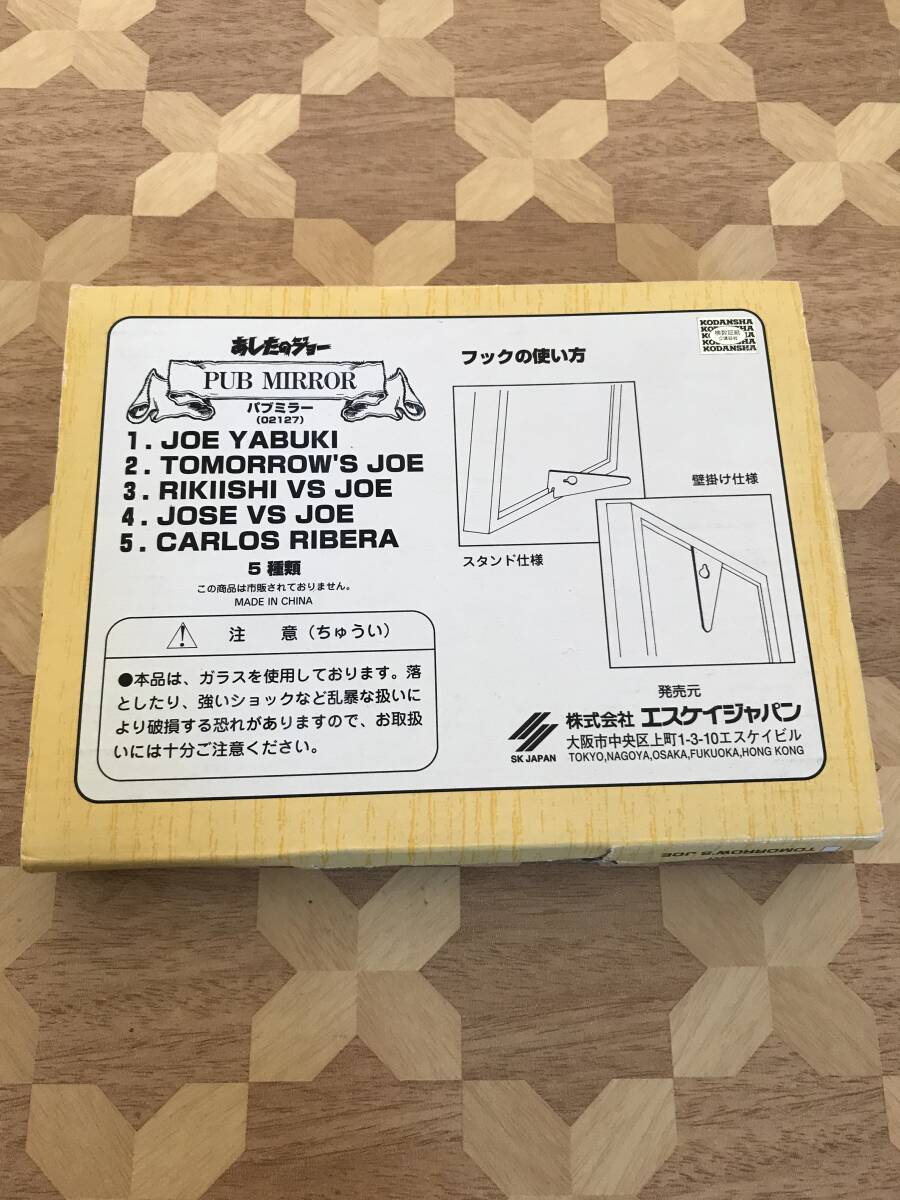 あしたのジョー
PUB MIRROR
パブミラー
(02127)
1. JOE YABUKI
2. TOMORROW'S JOE
3. RIKIISHI VS JOE
4. JOSE VS JOE
5. CARLOS RIBERA
5種類
この商品は市販されておりません。
MADE IN CHINA
注　意（ちゅうい）
●本品は、ガラスを使用しております。落
としたり、強いショックなど乱暴な扱いに
より破損する恐れがありますので、お取扱
いには十分ご注意ください。
フックの使い方
スタンド仕様
壁掛け仕様
KODANSHA
KODANSHA
発売元
SK JAPAN
株式会社 エスケイジャパン
大阪市中央区上町1-3-10エスケイビル
TOKYO,NAGOYA,OSAKA,FUKUOKA,HONG KONG
TOMORROW'S JOE